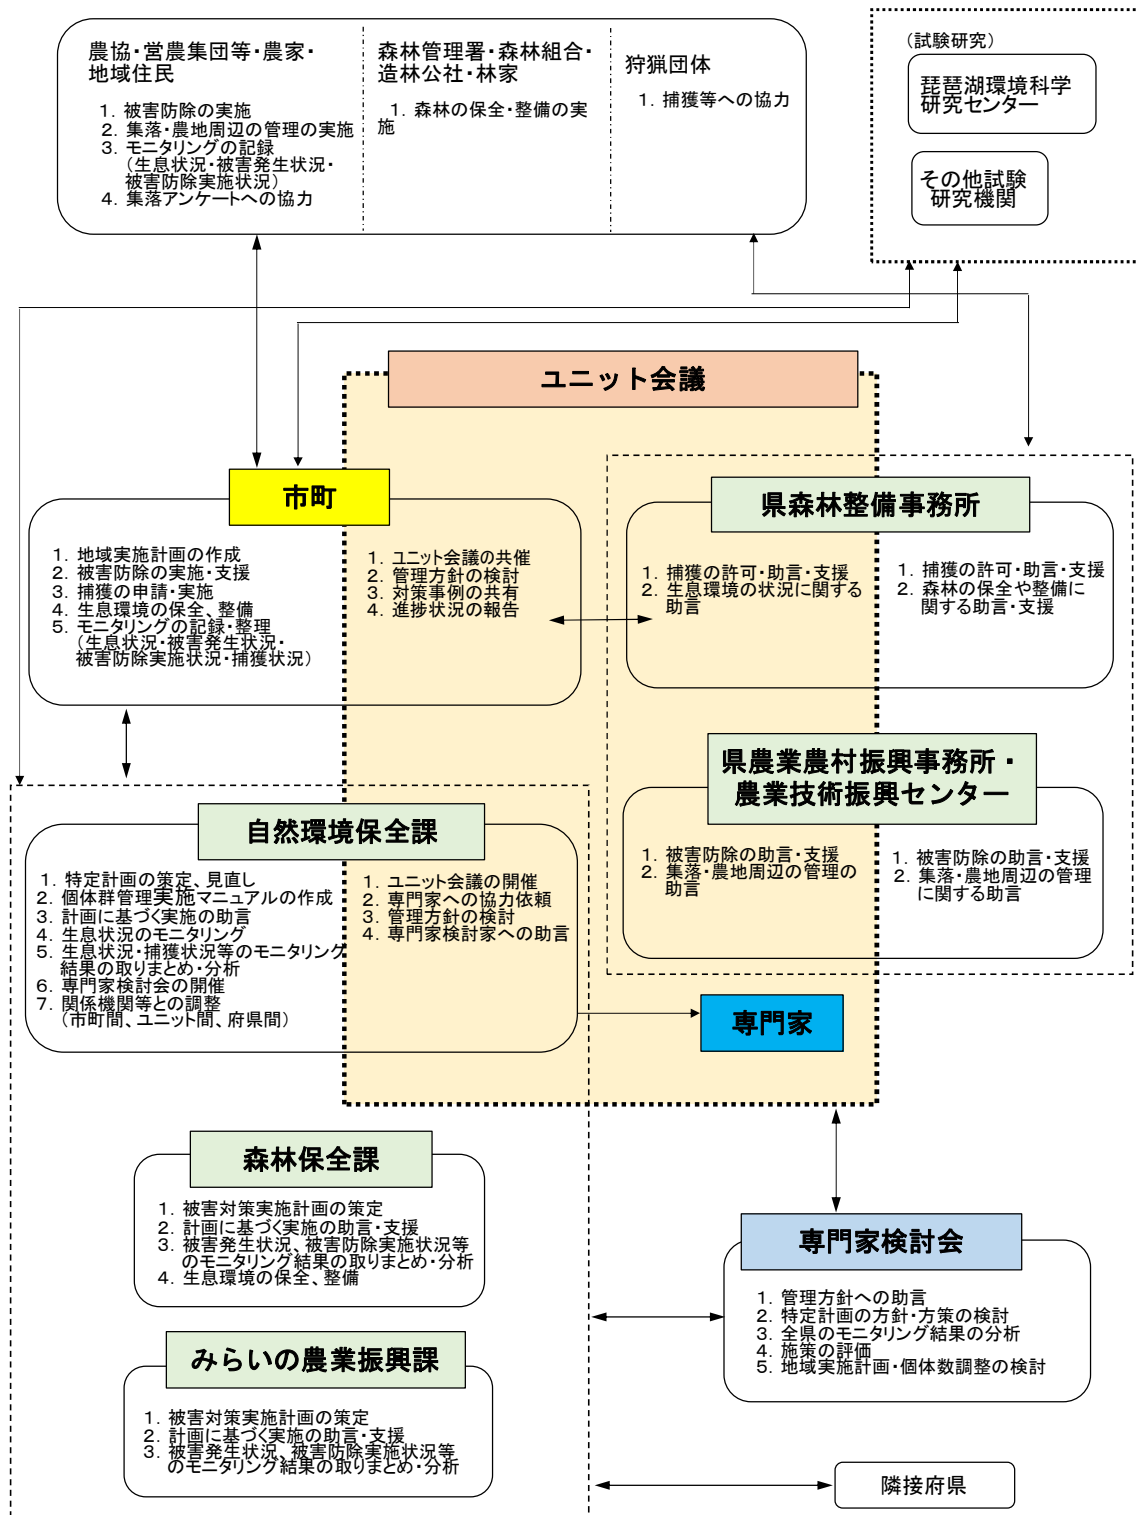 農協・営農集団等・農家・
地域住民
1. 被害防除の実施
2. 集落・農地周辺の管理の実施
3. モニタリングの記録
(生息状況・被害発生状況・
被害防除実施状況)
4. 集落アンケートへの協力
森林管理署・森林組合・
造林公社・林家
1. 森林の保全・整備の実
施
狩猟団体
1. 捕獲等への協力
(試験研究)
琵琶湖環境科学
研究センター
その他試験
研究機関
ユニット会議
市町
1. 地域実施計画の作成
2. 被害防除の実施・支援
3. 捕獲の申請・実施
4. 生息環境の保全、整備
5. モニタリングの記録・整理
(生息状況・被害発生状況・
被害防除実施状況・捕獲状況)
1. ユニット会議の共催
2. 管理方針の検討
3. 対策事例の共有
4. 進捗状況の報告
県森林整備事務所
1. 捕獲の許可・助言・支援
2. 生息環境の状況に関する
助言
1. 捕獲の許可・助言・支援
2. 森林の保全や整備に
関する助言・支援
県農業農村振興事務所・
農業技術振興センター
1. 被害防除の助言・支援
2. 集落・農地周辺の管理の
助言
1. 被害防除の助言・支援
2. 集落・農地周辺の管理
に関する助言
自然環境保全課
1. 特定計画の策定、見直し
2. 個体群管理実施マニュアルの作成
3. 計画に基づく実施の助言
4. 生息状況のモニタリング
5. 生息状況・捕獲状況等のモニタリング
結果の取りまとめ・分析
6. 専門家検討会の開催
7. 関係機関等との調整
(市町間、ユニット間、府県間)
1. ユニット会議の開催
2. 専門家への協力依頼
3. 管理方針の検討
4. 専門家検討家への助言
専門家
森林保全課
1. 被害対策実施計画の策定
2. 計画に基づく実施の助言・支援
3. 被害発生状況、被害防除実施状況等
のモニタリング結果の取りまとめ・分析
4. 生息環境の保全、整備
専門家検討会
1. 管理方針への助言
2. 特定計画の方針・方策の検討
3. 全県のモニタリング結果の分析
4. 施策の評価
5. 地域実施計画・個体数調整の検討
みらいの農業振興課
1. 被害対策実施計画の策定
2. 計画に基づく実施の助言・支援
3. 被害発生状況、被害防除実施状況等
のモニタリング結果の取りまとめ・分析
隣接府県